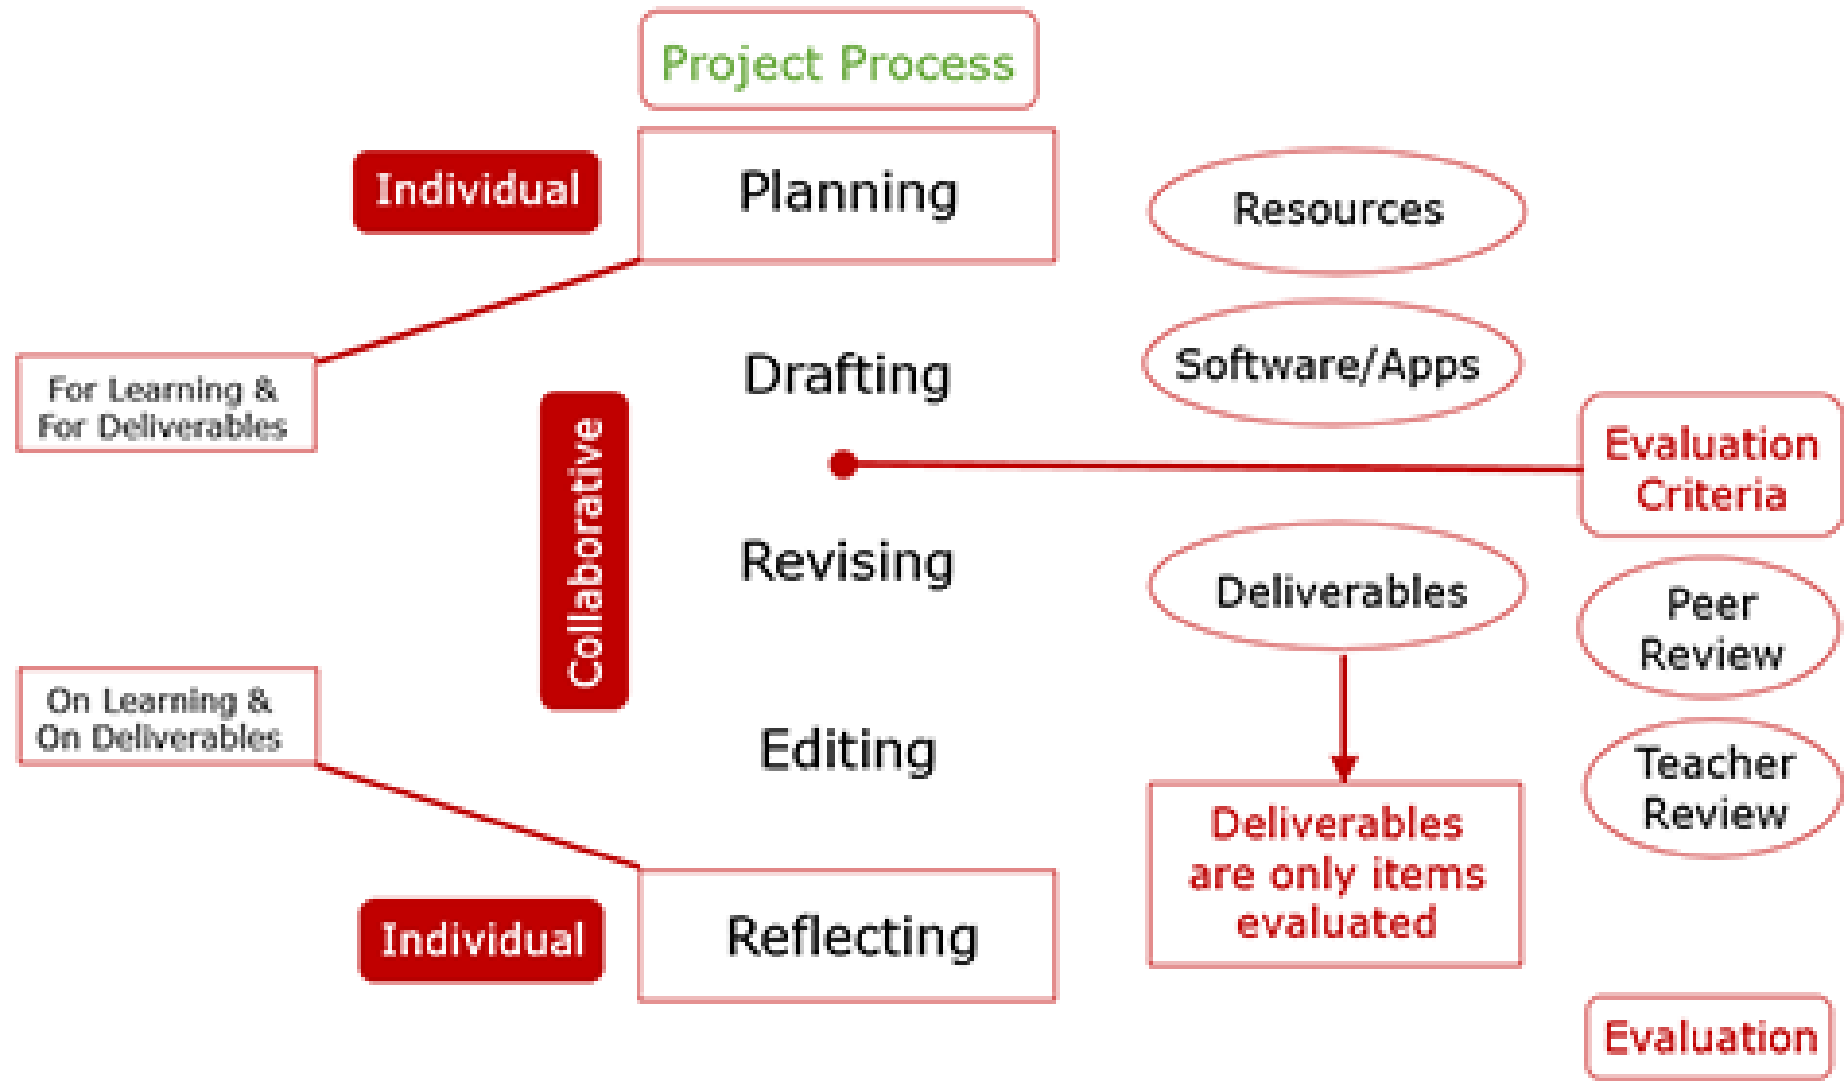 Project Process
Individual
Planning
Resources
Drafting
Software/Apps
For Learning &
For Deliverables
Collaborative
Evaluation
Criteria
Revising
Deliverables
Peer
Review
On Learning &
On Deliverables
Editing
Teacher
Review
Deliverables
are only items
evaluated
Individual
Reflecting
Evaluation